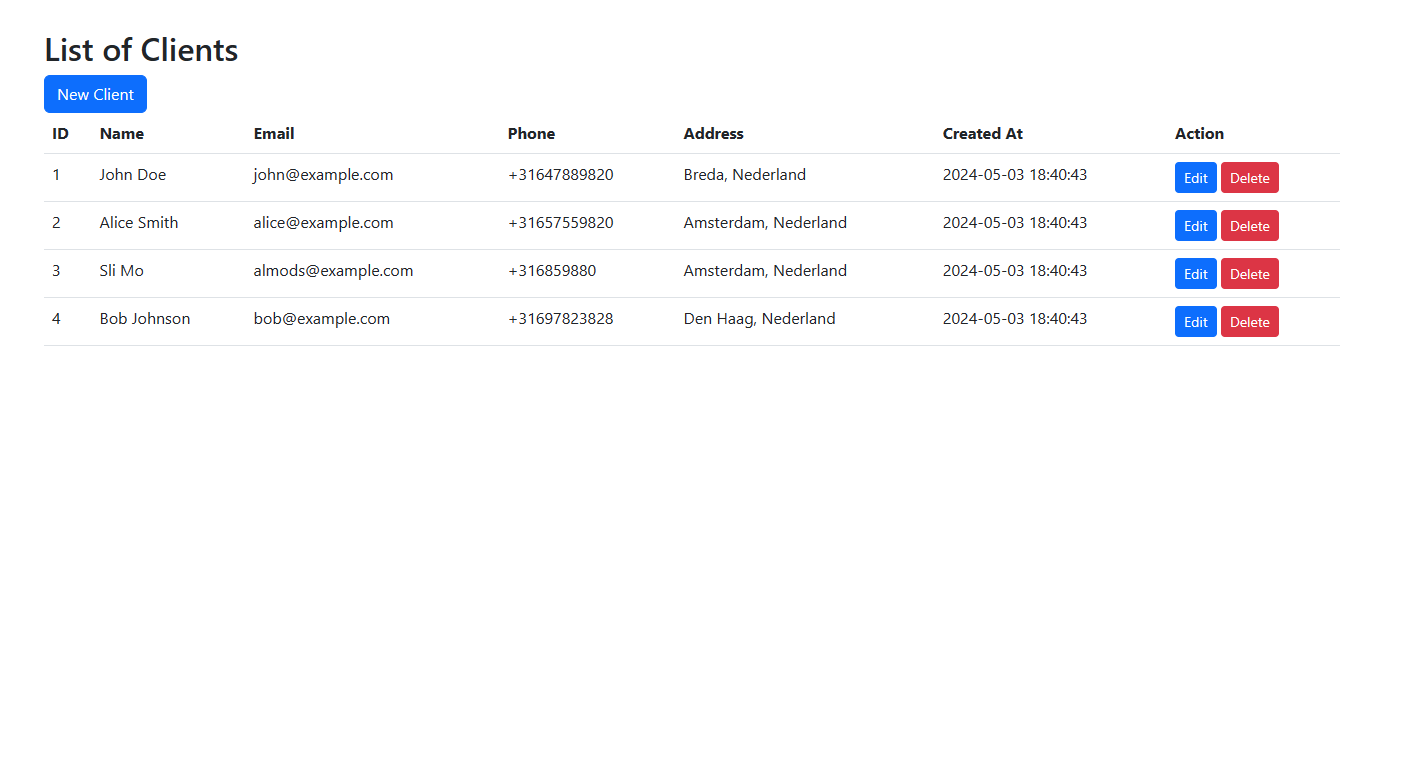 List of Clients
New Client
ID Name Email Phone Address Created At Action
1 John Doe john@example.com +31647889820 Breda, Nederland 2024-05-03 18:40:43 Edit Delete
2 Alice Smith alice@example.com +31657559820 Amsterdam, Nederland 2024-05-03 18:40:43 Edit Delete
3 Sli Mo almods@example.com +316859880 Amsterdam, Nederland 2024-05-03 18:40:43 Edit Delete
4 Bob Johnson bob@example.com +31697823828 Den Haag, Nederland 2024-05-03 18:40:43 Edit Delete